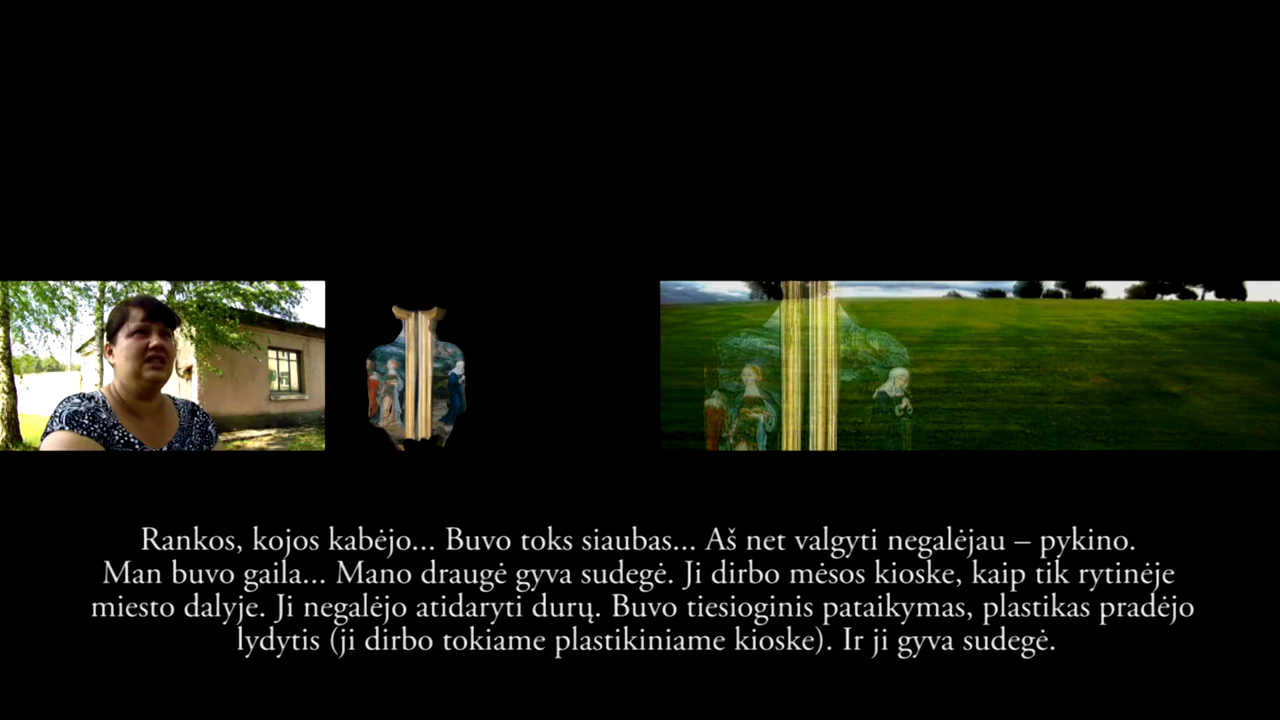 Rankos, kojos kabėjo... Buvo toks siaubas... Aš net valgyti negalėjau – pykino.
Man buvo gaila... Mano draugė gyva sudegė. Ji dirbo mėsos kioske, kaip tik rytinėje
miesto dalyje. Ji negalėjo atidaryti durų. Buvo tiesioginis pataikymas, plastikas pradėjo
lydytis (ji dirbo tokiame plastikiniame kioske). Ir ji gyva sudegė.